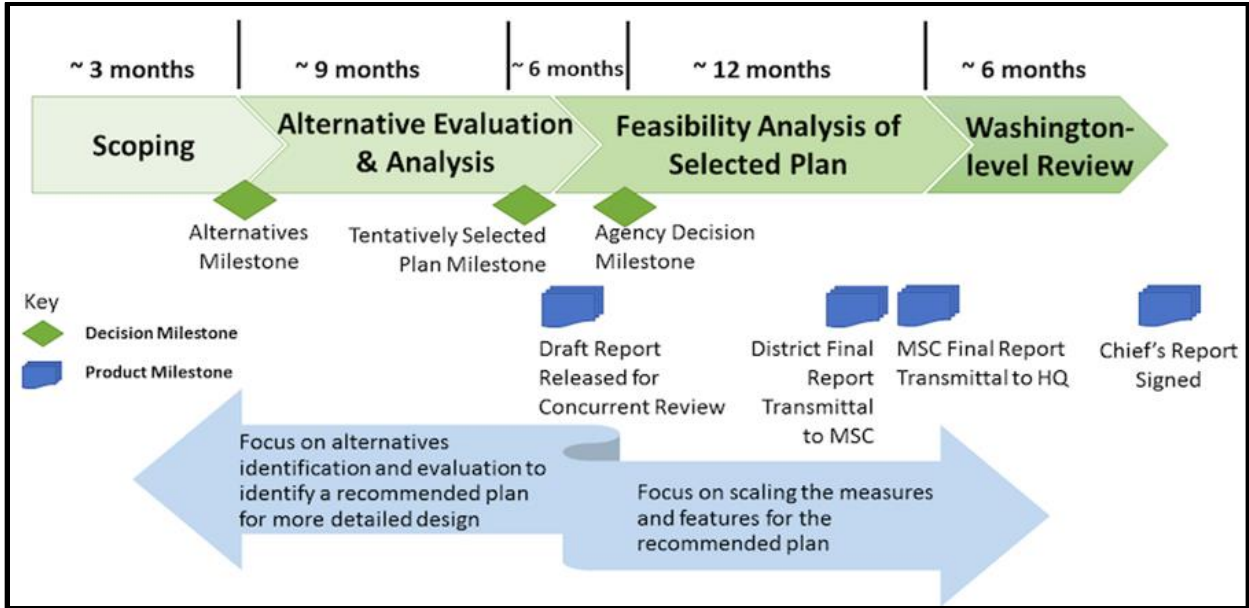 ~ 3 months
~ 9 months
~ 6 months
~ 12 months
~ 6 months
Scoping
Alternative Evaluation
& Analysis
Feasibility Analysis of
Selected Plan
Washington-
level Review
Alternatives
Milestone
Tentatively Selected
Plan Milestone
Agency Decision
Milestone
Key
Decision Milestone
Product Milestone
Draft Report
Released for
Concurrent Review
District Final
Report
Transmittal
to MSC
MSC Final Report
Transmittal to HQ
Chief's Report
Signed
Focus on alternatives
identification and evaluation to
identify a recommended plan
for more detailed design
Focus on scaling the measures
and features for the
recommended plan